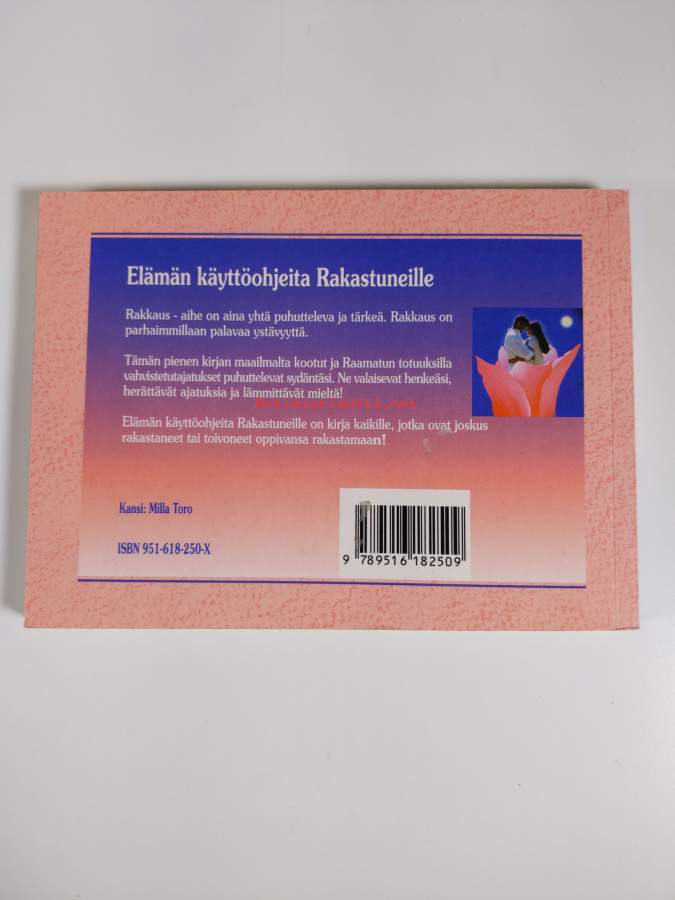 Elämän käyttöohjeita Rakastuneille
Rakkaus - aihe on aina yhtä puhutteleva ja tärkeä. Rakkaus on
parhaimmillaan palavaa ystävyyttä.
Tämän pienen kirjan maailmalta kootut ja Raamatun totuuksilla
vahvistetutajatukset puhuttelevat sydäntäsi. Ne valaisevat henkeäsi,
herättävät ajatuksia ja lämmittävät mieltä!
Elämän käyttöohjeita Rakastuneille on kirja kaikille, jotka ovat joskus
rakastaneet tai toivoneet oppivansa rakastamaan!
Kansi: Milla Toro
ISBN 951-618-250-X
9 789516 182509